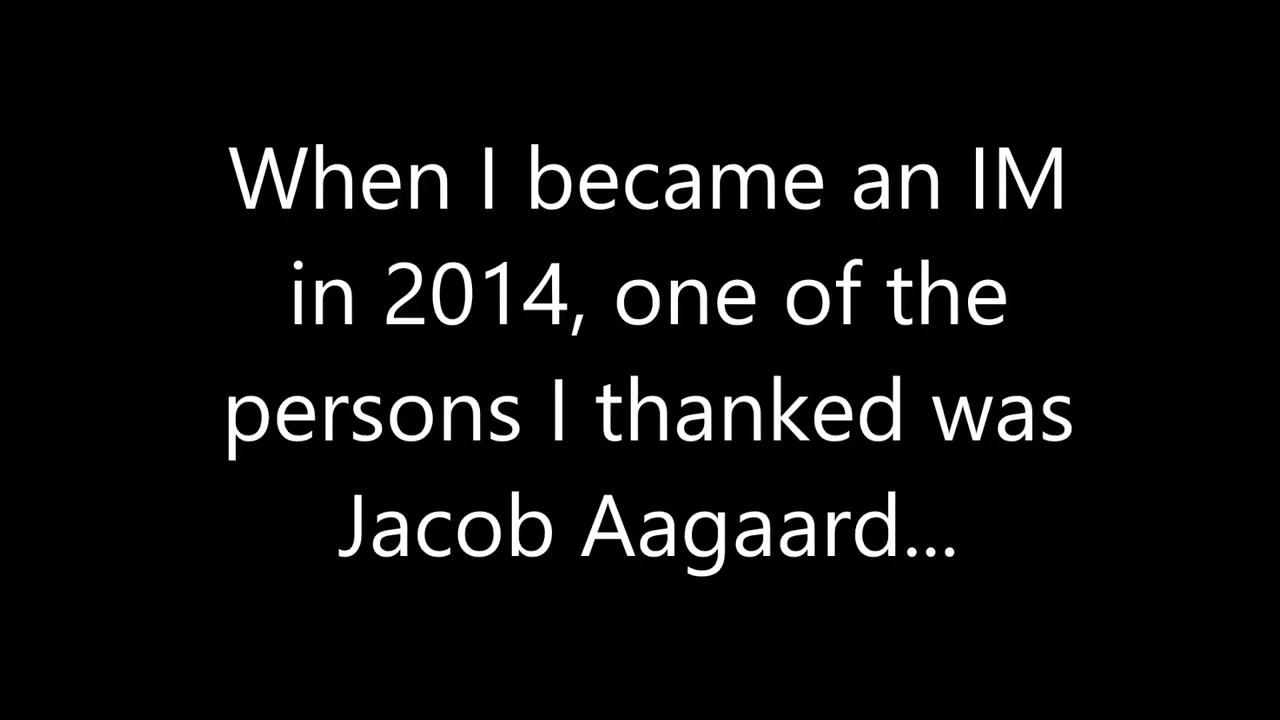 When I became an IM
in 2014, one of the
persons I thanked was
Jacob Aagaard...